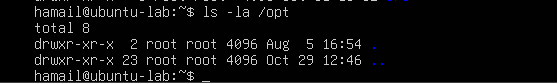 hamail@ubuntu-lab:~$ ls -la /opt
total 8
drwxr-xr-x  2 root root 4096 Aug  5 16:54 .
drwxr-xr-x 23 root root 4096 Oct 29 12:46 ..
hamail@ubuntu-lab:~$ _